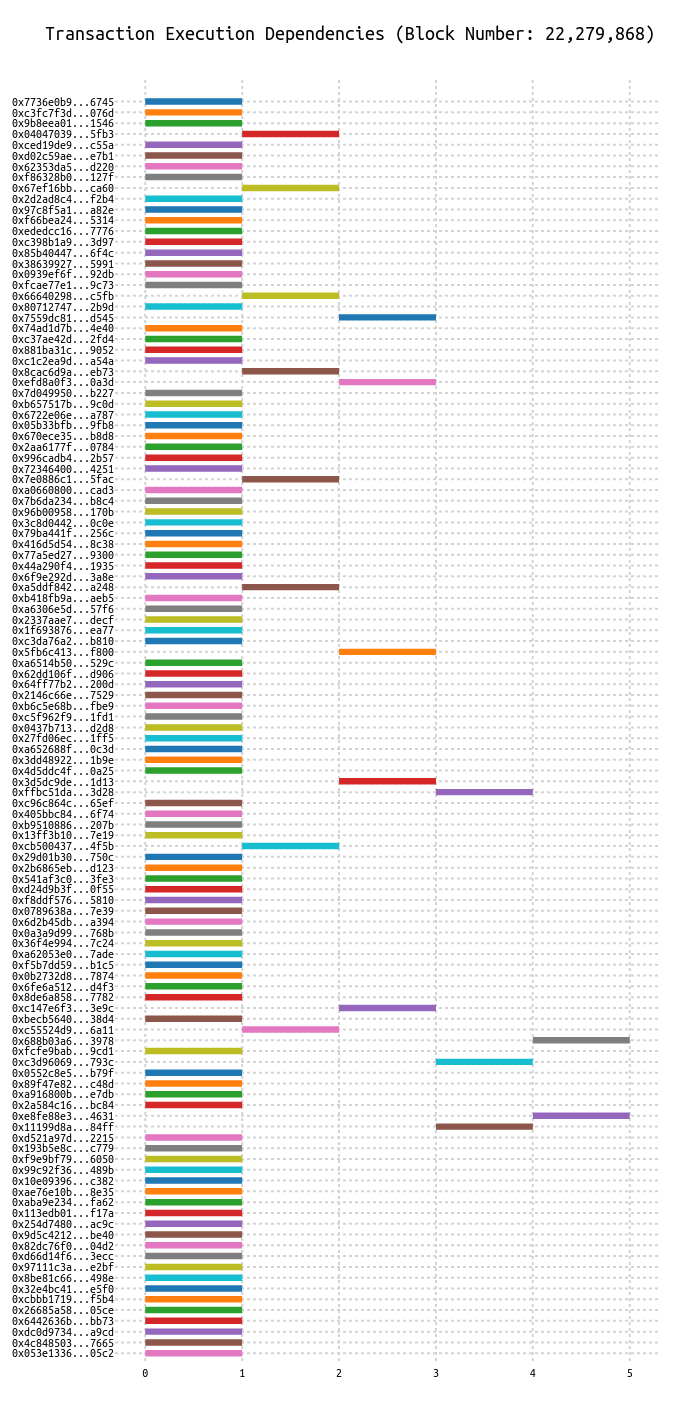 Transaction Execution Dependencies (Block Number: 22,279,868)
0x7736e0b9...6745
0xc3fc7f3d...076d
0x9b8eea01...1546
0x04047039...5fb3
0xced19de9...c55a
0xd02c59ae...e7b1
0x62353da5...d220
0xf86328b0...127f
0x67ef16bb...ca60
0x2d2ad8c4...f2b4
0x97c8f5a1...a82e
0xf66bea24...5314
0xededcc16...7776
0xc398b1a9...3d97
0x85b40447...6f4c
0x38639927...5991
0x0939ef6f...92db
0xfcae77e1...9c73
0x66640298...c5fb
0x80712747...2b9d
0x7559dc81...d545
0x74ad1d7b...4e40
0xc37ae42d...2fd4
0x881ba31c...9052
0xc1c2ea9d...a54a
0x8cac6d9a...eb73
0xefd8a0f3...0a3d
0x7d049950...b227
0xb657517b...9c0d
0x6722e06e...a787
0x05b33bfb...9fb8
0x670ece35...b8d8
0x2aa6177f...0784
0x996cadb4...2b57
0x72346400...4251
0x7e0886c1...5fac
0xa0660800...cad3
0x7b6da234...b8c4
0x96b00958...170b
0x3c8d0442...0c0e
0x79ba441f...256c
0x416d5d54...8c38
0x77a5ed27...9300
0x44a290f4...1935
0x6f9e292d...3a8e
0xa5ddf842...a248
0xb418fb9a...aeb5
0xa6306e5d...57f6
0x2337aae7...decf
0x1f693876...ea77
0xc3da76a2...b810
0x5fb6c413...f800
0xa6514b50...529c
0x62dd106f...d906
0x64ff77b2...200d
0x2146c66e...7529
0xb6c5e68b...fbe9
0xc5f962f9...1fd1
0x0437b713...d2d8
0x27fd06ec...1ff5
0xa652688f...0c3d
0x3dd48922...1b9e
0x4d5ddc4f...0a25
0x3d5dc9de...1d13
0xffbc51da...3d28
0xc96c864c...65ef
0x405bbc84...6f74
0xb9510886...207b
0x13ff3b10...7e19
0xcb500437...4f5b
0x29d01b30...750c
0x2b6865eb...d123
0x541af3c0...3fe3
0xd24d9b3f...0f55
0xf8ddf576...5810
0x0789638a...7e39
0x6d2b45db...a394
0x0a3a9d99...768b
0x36f4e994...7c24
0xa62053e0...7ade
0xf5b7dd59...b1c5
0x0b2732d8...7874
0x6fe6a512...d4f3
0x8de6a858...7782
0xc147e6f3...3e9c
0xbecb5640...38d4
0xc55524d9...6a11
0x688b03a6...3978
0xfcfe9bab...9cd1
0xc3d96069...793c
0x0552c8e5...b79f
0x89f47e82...c48d
0xa916800b...e7db
0x2a584c16...bc84
0xe8fe88e3...4631
0x11199d8a...84ff
0xd521a97d...2215
0x193b5e8c...c779
0xf9e9bf79...6050
0x99c92f36...489b
0x10e09396...c382
0xae76e10b...8e35
0xaba9e234...fa62
0x113edb01...f17a
0x254d7480...ac9c
0x9d5c4212...be40
0x82dc76f0...04d2
0xd66d14f6...3ecc
0x97111c3a...e2bf
0x8be81c66...498e
0x32e4bc41...e5f0
0xcbbb1719...f5b4
0x26685a58...05ce
0x6442636b...bb73
0xdc0d9734...a9cd
0x4c848503...7665
0x053e1336...05c2
0 1 2 3 4 5